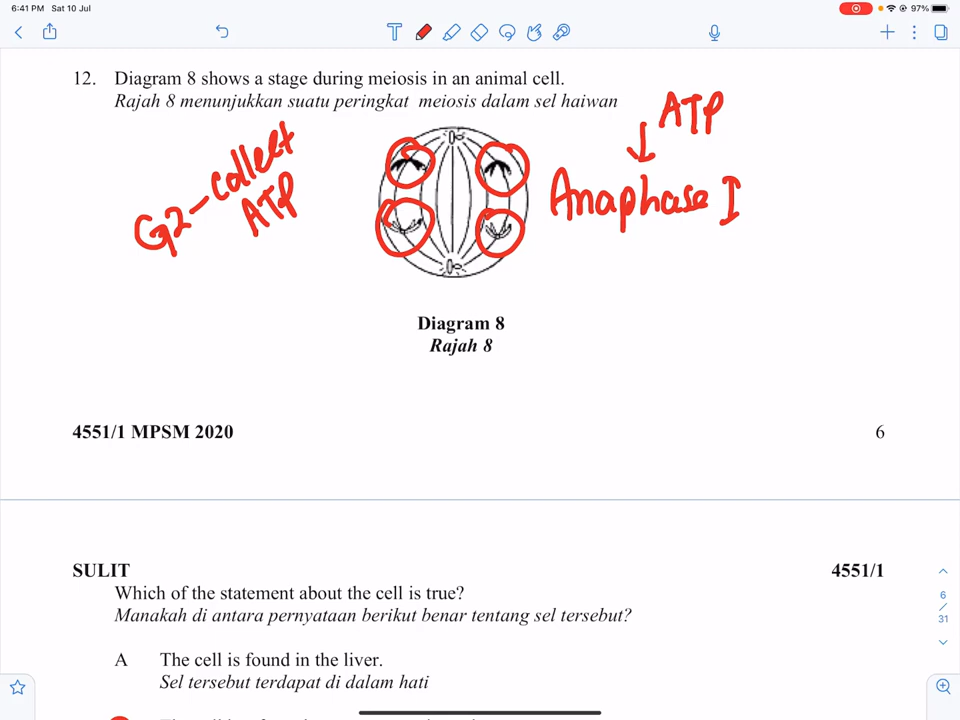 6:41 PM Sat 10 Jul
97%
12. Diagram 8 shows a stage during meiosis in an animal cell.
Rajah 8 menunjukkan suatu peringkat meiosis dalam sel haiwan
ATP
G2 - collect
ATP
Anaphase I
Diagram 8
Rajah 8
4551/1 MPSM 2020 6
SULIT 4551/1
Which of the statement about the cell is true?
Manakah di antara pernyataan berikut benar tentang sel tersebut?
6
/
31
A The cell is found in the liver.
Sel tersebut terdapat di dalam hati